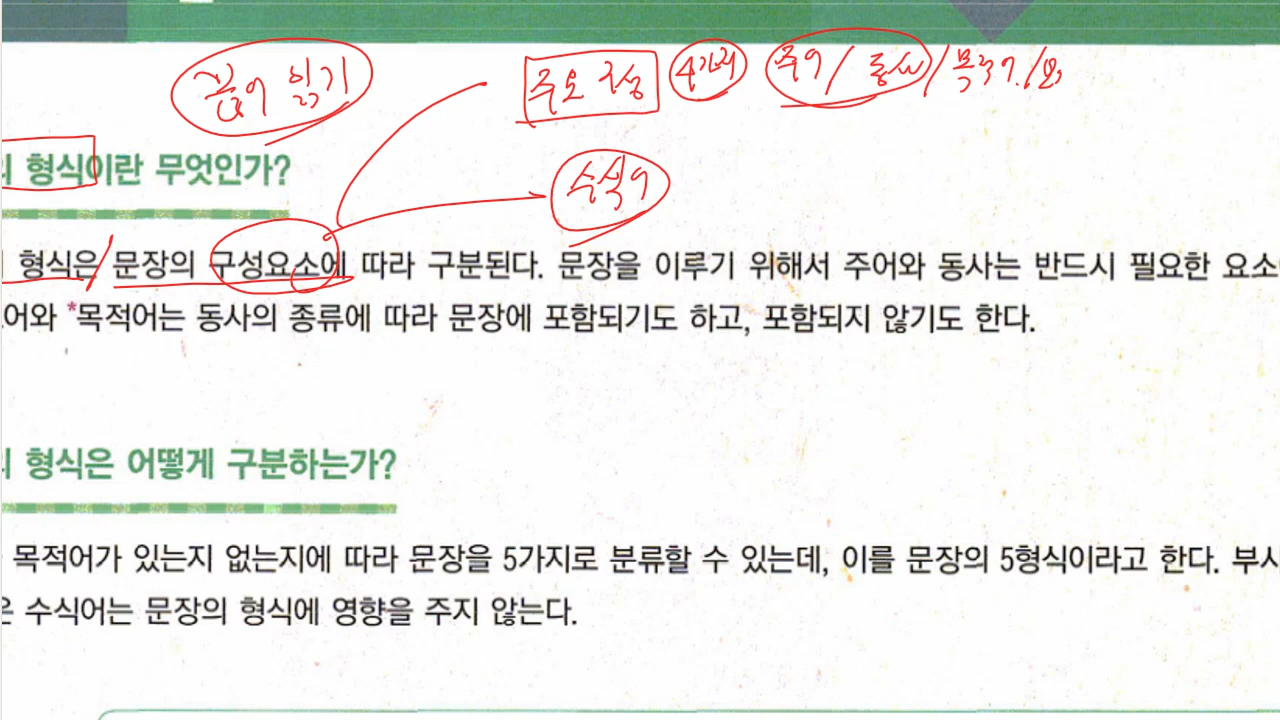 끊어 읽기 주요 구성 4가지 주어 / 동사 / 목적어 / 보
형식이란 무엇인가?
수식어
형식은 / 문장의 구성요소에 따라 구분된다. 문장을 이루기 위해서 주어와 동사는 반드시 필요한 요소
어와 *목적어는 동사의 종류에 따라 문장에 포함되기도 하고, 포함되지 않기도 한다.
형식은 어떻게 구분하는가?
목적어가 있는지 없는지에 따라 문장을 5가지로 분류할 수 있는데, 이를 문장의 5형식이라고 한다. 부사
은 수식어는 문장의 형식에 영향을 주지 않는다.